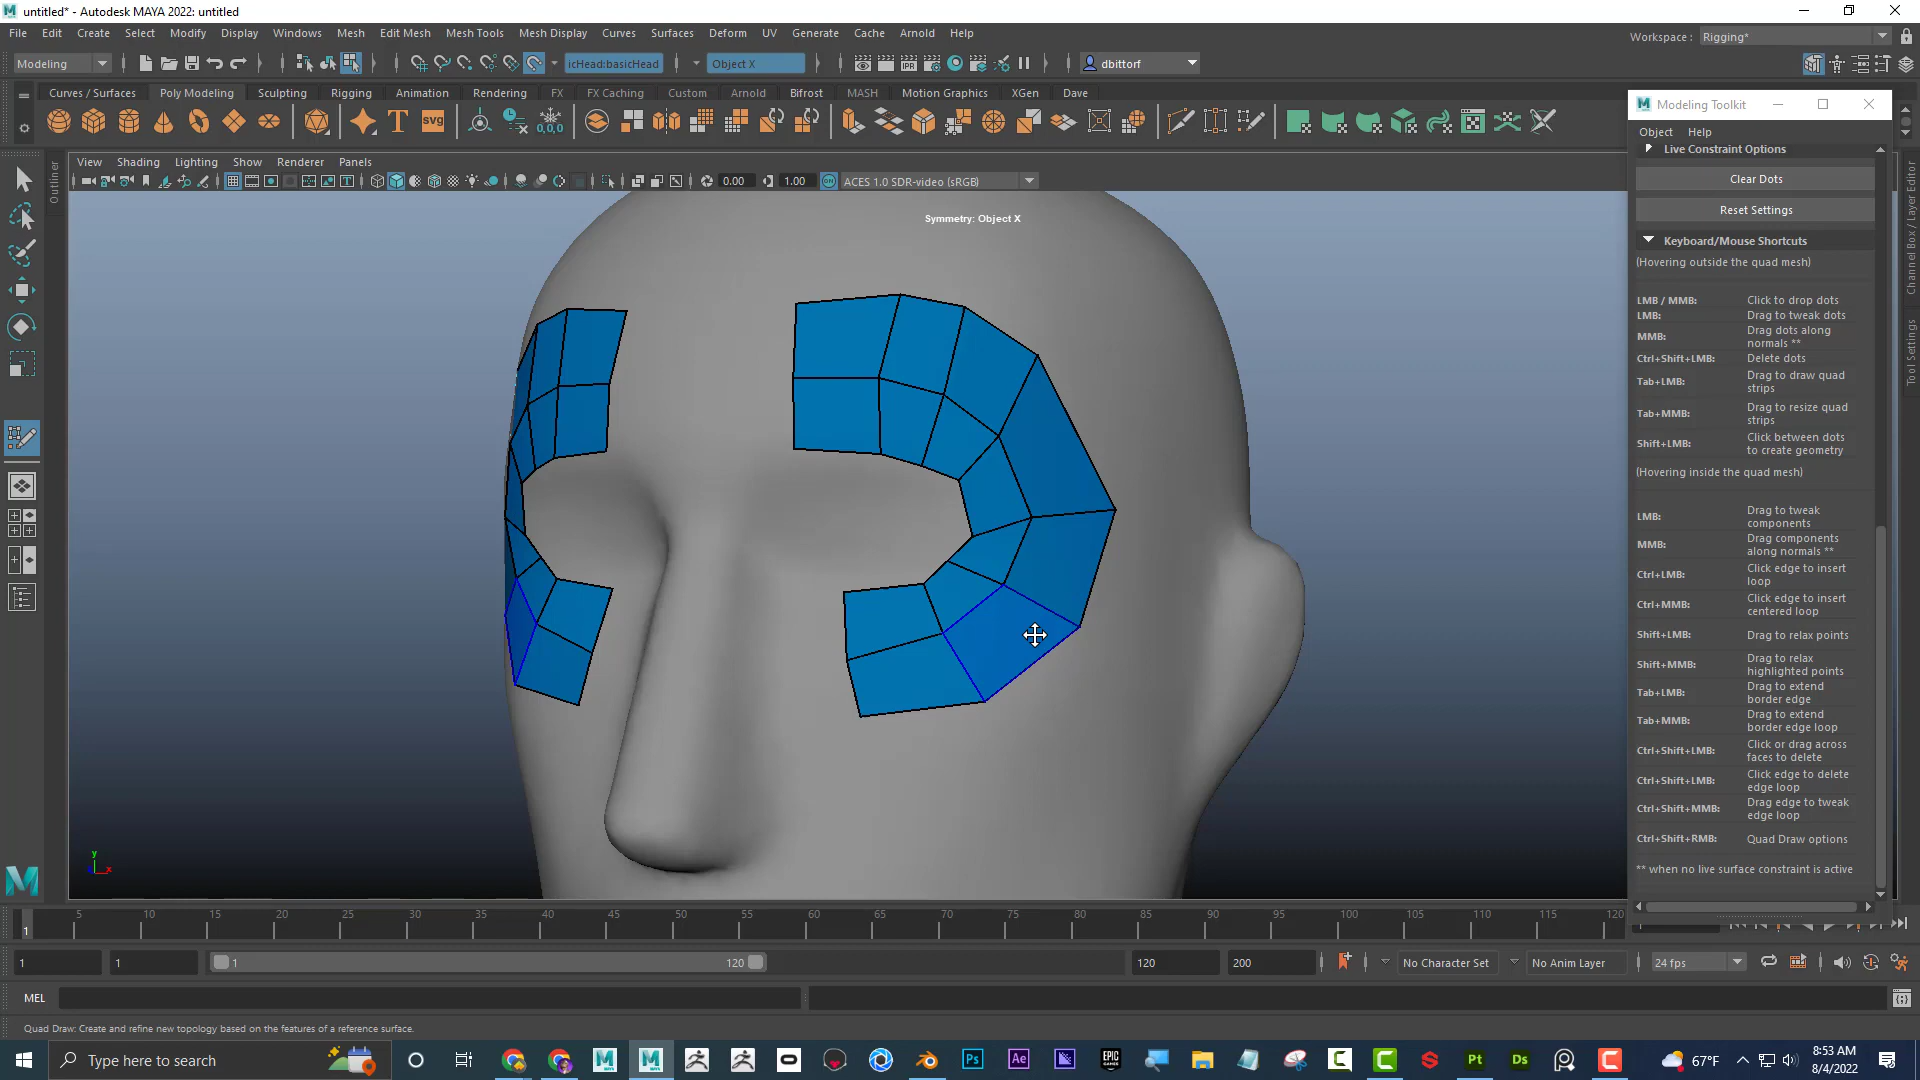 untitled* - Autodesk MAYA 2022: untitled
File Edit Create Select Modify Display Windows Mesh Edit Mesh Mesh Tools Mesh Display Curves Surfaces Deform UV Generate Cache Arnold Help
Workspace : Rigging*
Modeling icHead:basicHead Object X dbittorf
Curves / Surfaces Poly Modeling Sculpting Rigging Animation Rendering FX FX Caching Custom Arnold Bifrost MASH Motion Graphics XGen Dave
Modeling Toolkit
Object Help
Live Constraint Options
Clear Dots
Reset Settings
Keyboard/Mouse Shortcuts
(Hovering outside the quad mesh)
LMB / MMB: Click to drop dots
LMB: Drag to tweak dots
MMB: Drag dots along normals **
Ctrl+Shift+LMB: Delete dots
Tab+LMB: Drag to draw quad strips
Tab+MMB: Drag to resize quad strips
Shift+LMB: Click between dots to create geometry
(Hovering inside the quad mesh)
LMB: Drag to tweak components
MMB: Drag components along normals **
Ctrl+LMB: Click edge to insert loop
Ctrl+MMB: Click edge to insert centered loop
Shift+LMB: Drag to relax points
Shift+MMB: Drag to relax highlighted points
Tab+LMB: Drag to extend border edge
Tab+MMB: Drag to extend border edge loop
Ctrl+Shift+LMB: Click or drag across faces to delete
Ctrl+Shift+LMB: Click edge to delete edge loop
Ctrl+Shift+MMB: Drag edge to tweak edge loop
Ctrl+Shift+RMB: Quad Draw options
** when no live surface constraint is active
View Shading Lighting Show Renderer Panels
0.00 1.00 ON ACES 1.0 SDR-video (sRGB)
svg
IPR
0,0,0
Outliner
Channel Box / Layer Editor
Tool Settings
Symmetry: Object X
y
x
5 10 15 20 25 30 35 40 45 50 55 60 65 70 75 80 85 90 95 100 105 110 115 120
1
1 1 1 120 120 200 No Character Set No Anim Layer 24 fps
MEL
Quad Draw: Create and refine new topology based on the features of a reference surface.
Type here to search
Ps Ae EPIC GAMES Pt Ds
67°F
8:53 AM
8/4/2022